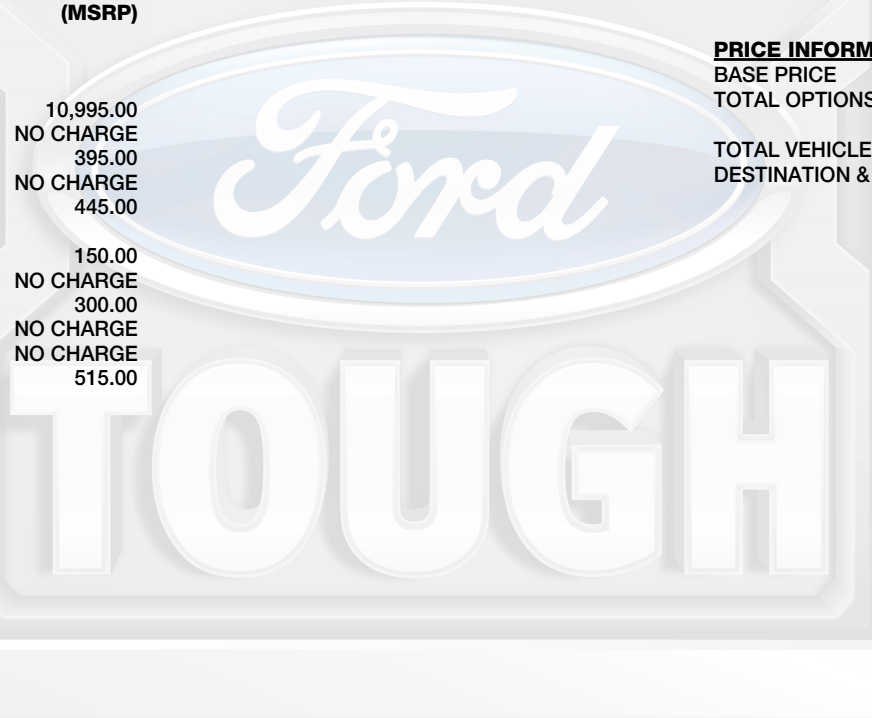 (MSRP)
10,995.00
NO CHARGE
395.00
NO CHARGE
445.00
150.00
NO CHARGE
300.00
NO CHARGE
NO CHARGE
515.00
PRICE INFORM
BASE PRICE
TOTAL OPTIONS
TOTAL VEHICLE
DESTINATION &
Ford
TOUGH